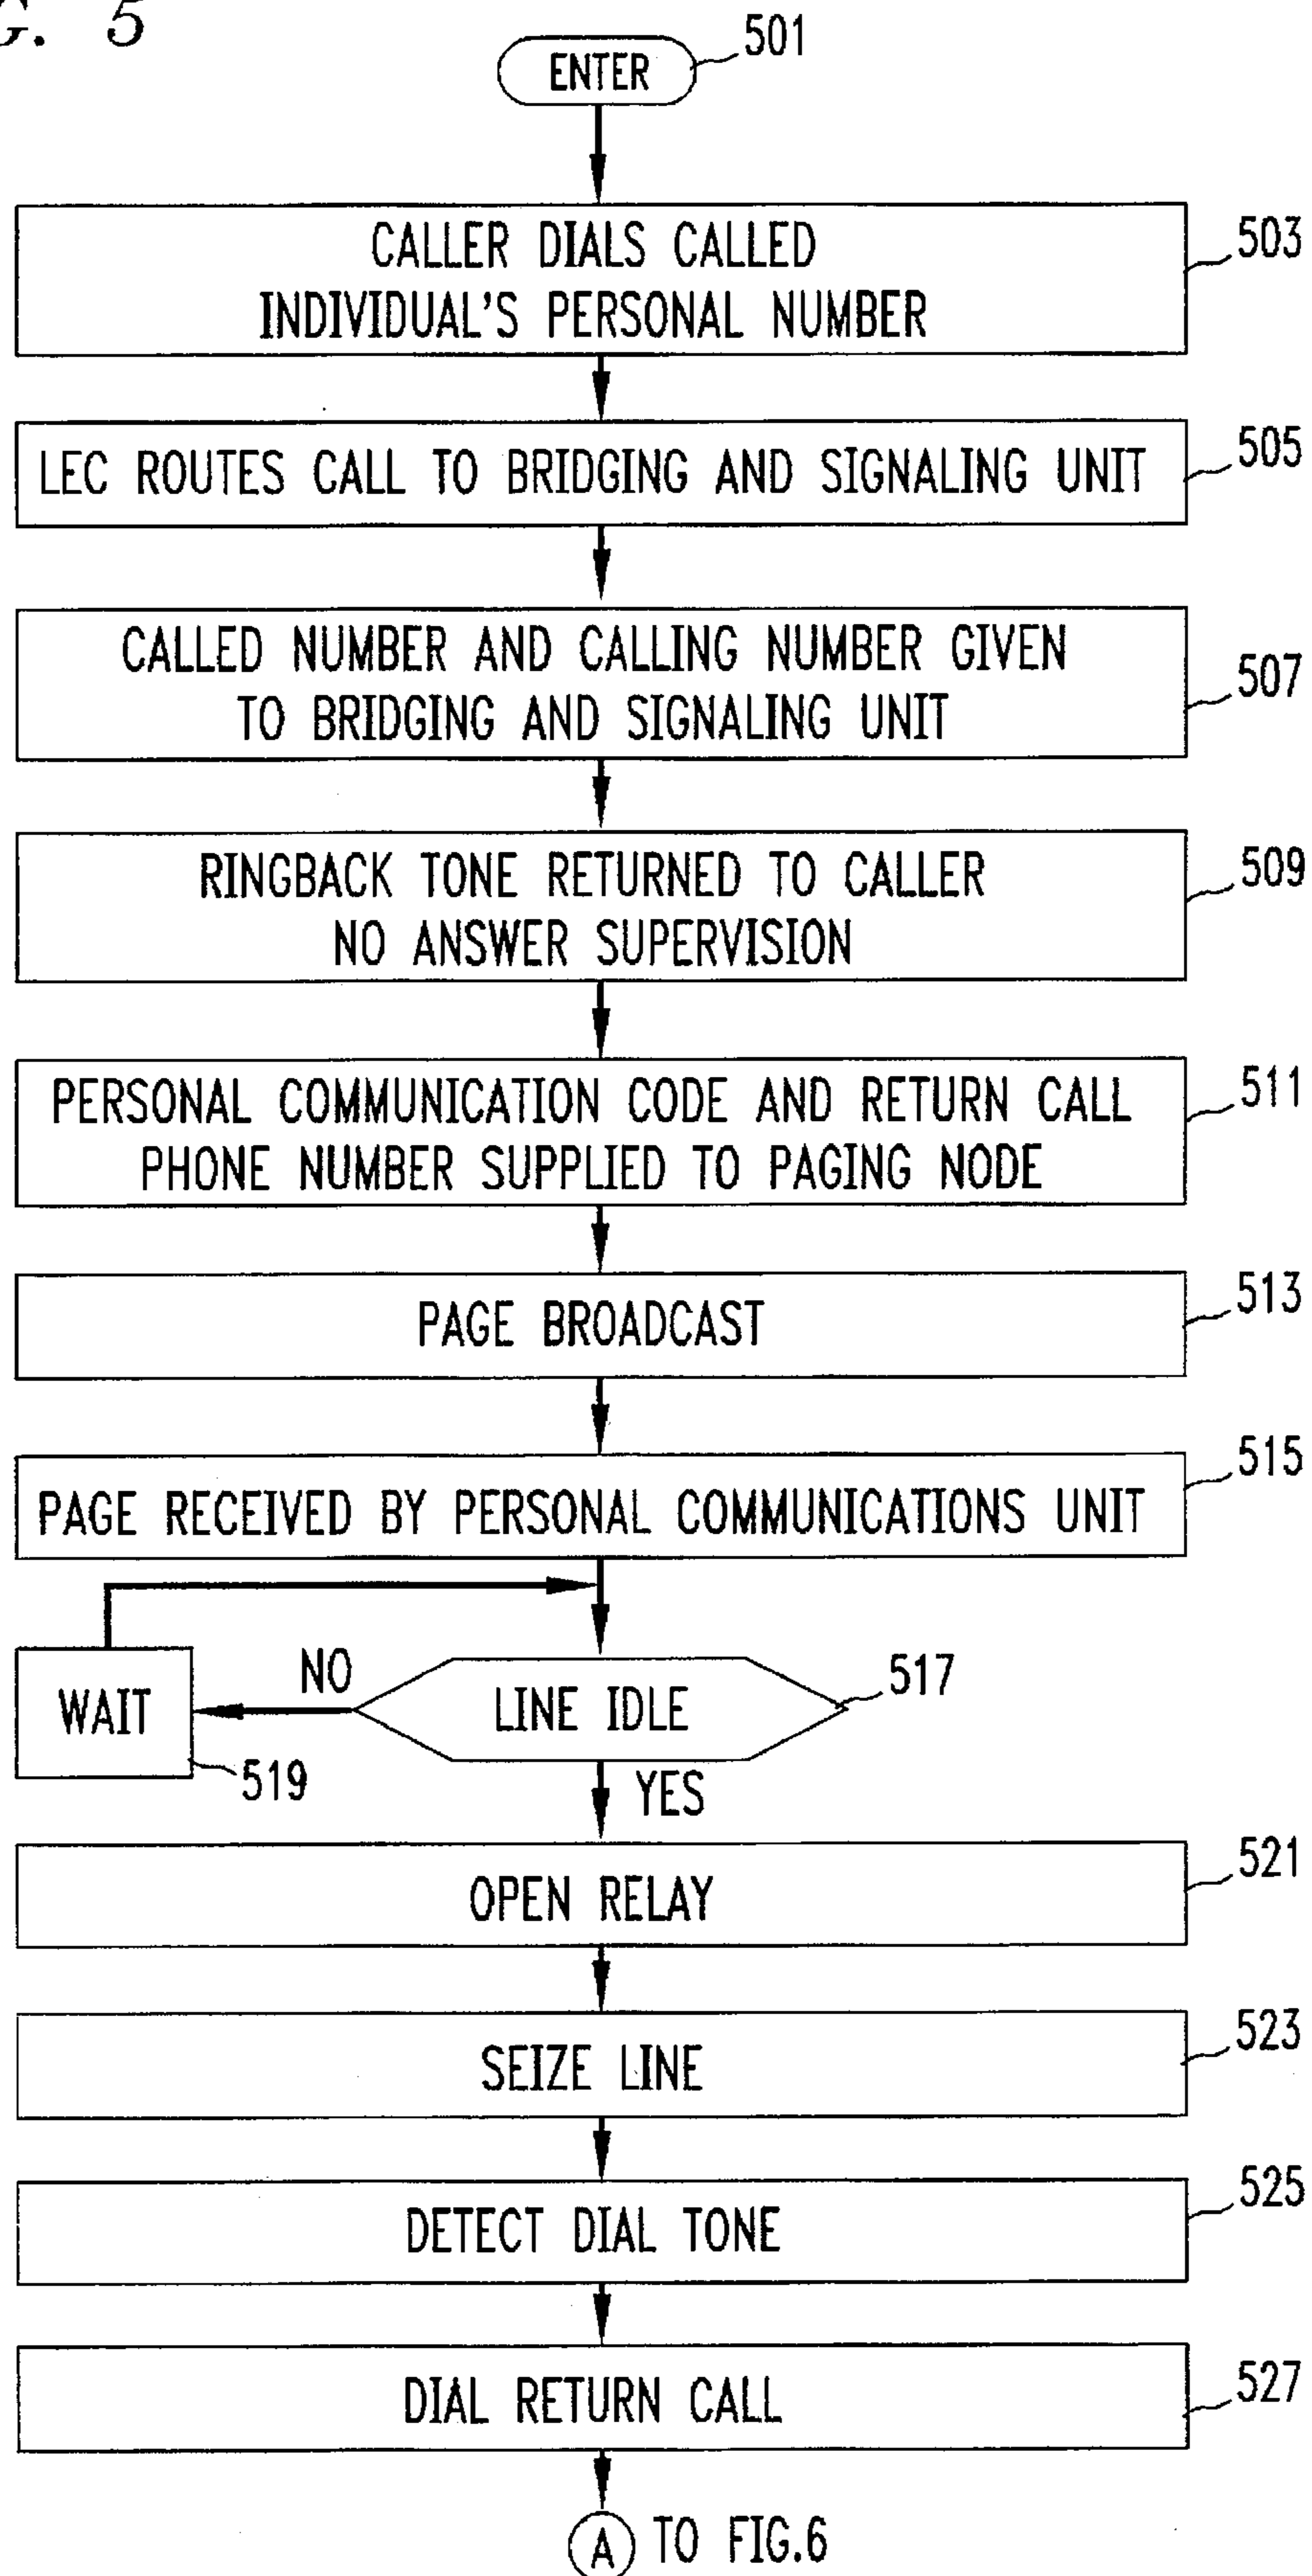 G. 5
501
ENTER
CALLER DIALS CALLED
INDIVIDUAL'S PERSONAL NUMBER
503
LEC ROUTES CALL TO BRIDGING AND SIGNALING UNIT
505
CALLED NUMBER AND CALLING NUMBER GIVEN
TO BRIDGING AND SIGNALING UNIT
507
RINGBACK TONE RETURNED TO CALLER
NO ANSWER SUPERVISION
509
PERSONAL COMMUNICATION CODE AND RETURN CALL
PHONE NUMBER SUPPLIED TO PAGING NODE
511
PAGE BROADCAST
513
PAGE RECEIVED BY PERSONAL COMMUNICATIONS UNIT
515
NO
LINE IDLE
517
WAIT
519
YES
OPEN RELAY
521
SEIZE LINE
523
DETECT DIAL TONE
525
DIAL RETURN CALL
527
A TO FIG.6